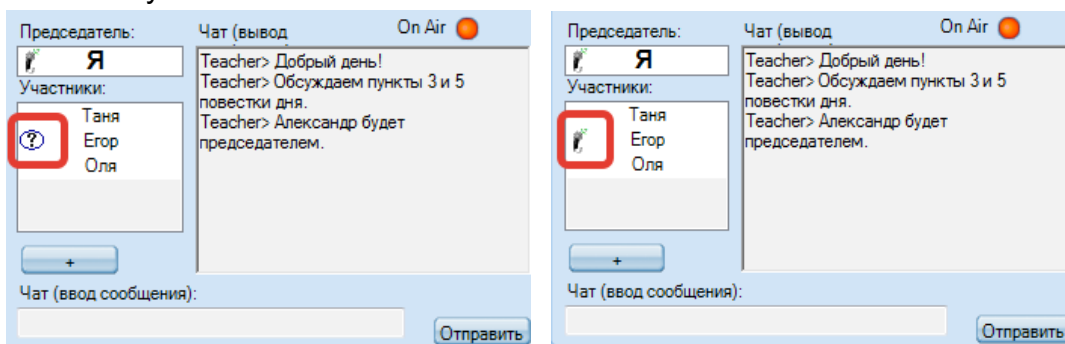 Председатель:
Я
Участники:
Таня
Егор
Оля
+
Чат (вывод
On Air
Teacher> Добрый день!
Teacher> Обсуждаем пункты 3 и 5
повестки дня.
Teacher> Александр будет
председателем.
Чат (ввод сообщения):
Отправить
Председатель:
Я
Участники:
Таня
Егор
Оля
+
Чат (вывод
On Air
Teacher> Добрый день!
Teacher> Обсуждаем пункты 3 и 5
повестки дня.
Teacher> Александр будет
председателем.
Чат (ввод сообщения):
Отправить